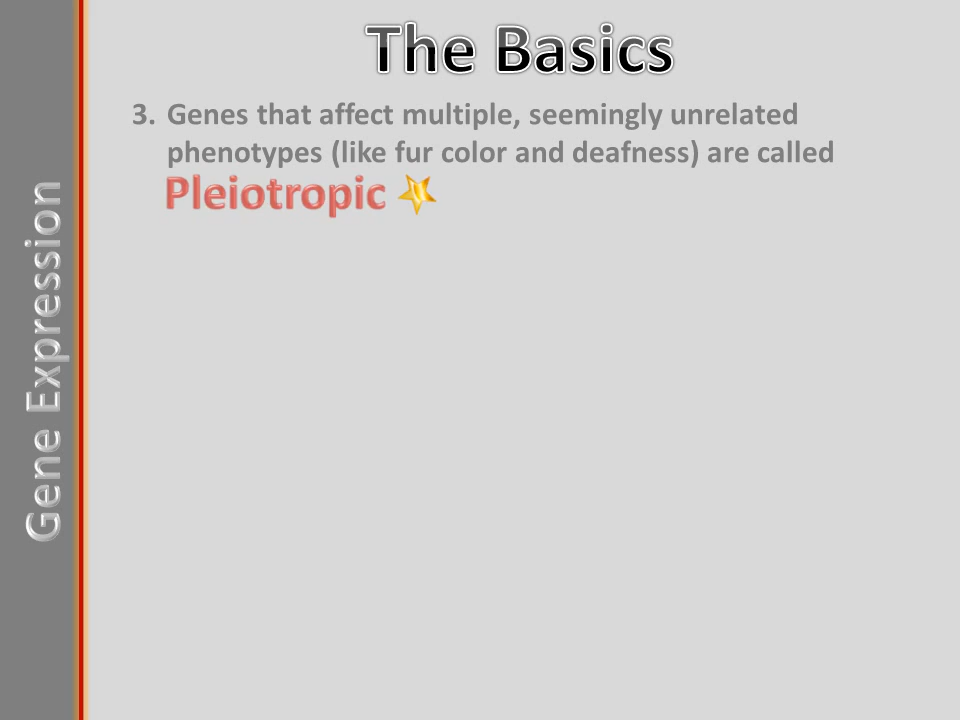 The Basics
3. Genes that affect multiple, seemingly unrelated
phenotypes (like fur color and deafness) are called
Pleiotropic
Gene Expression